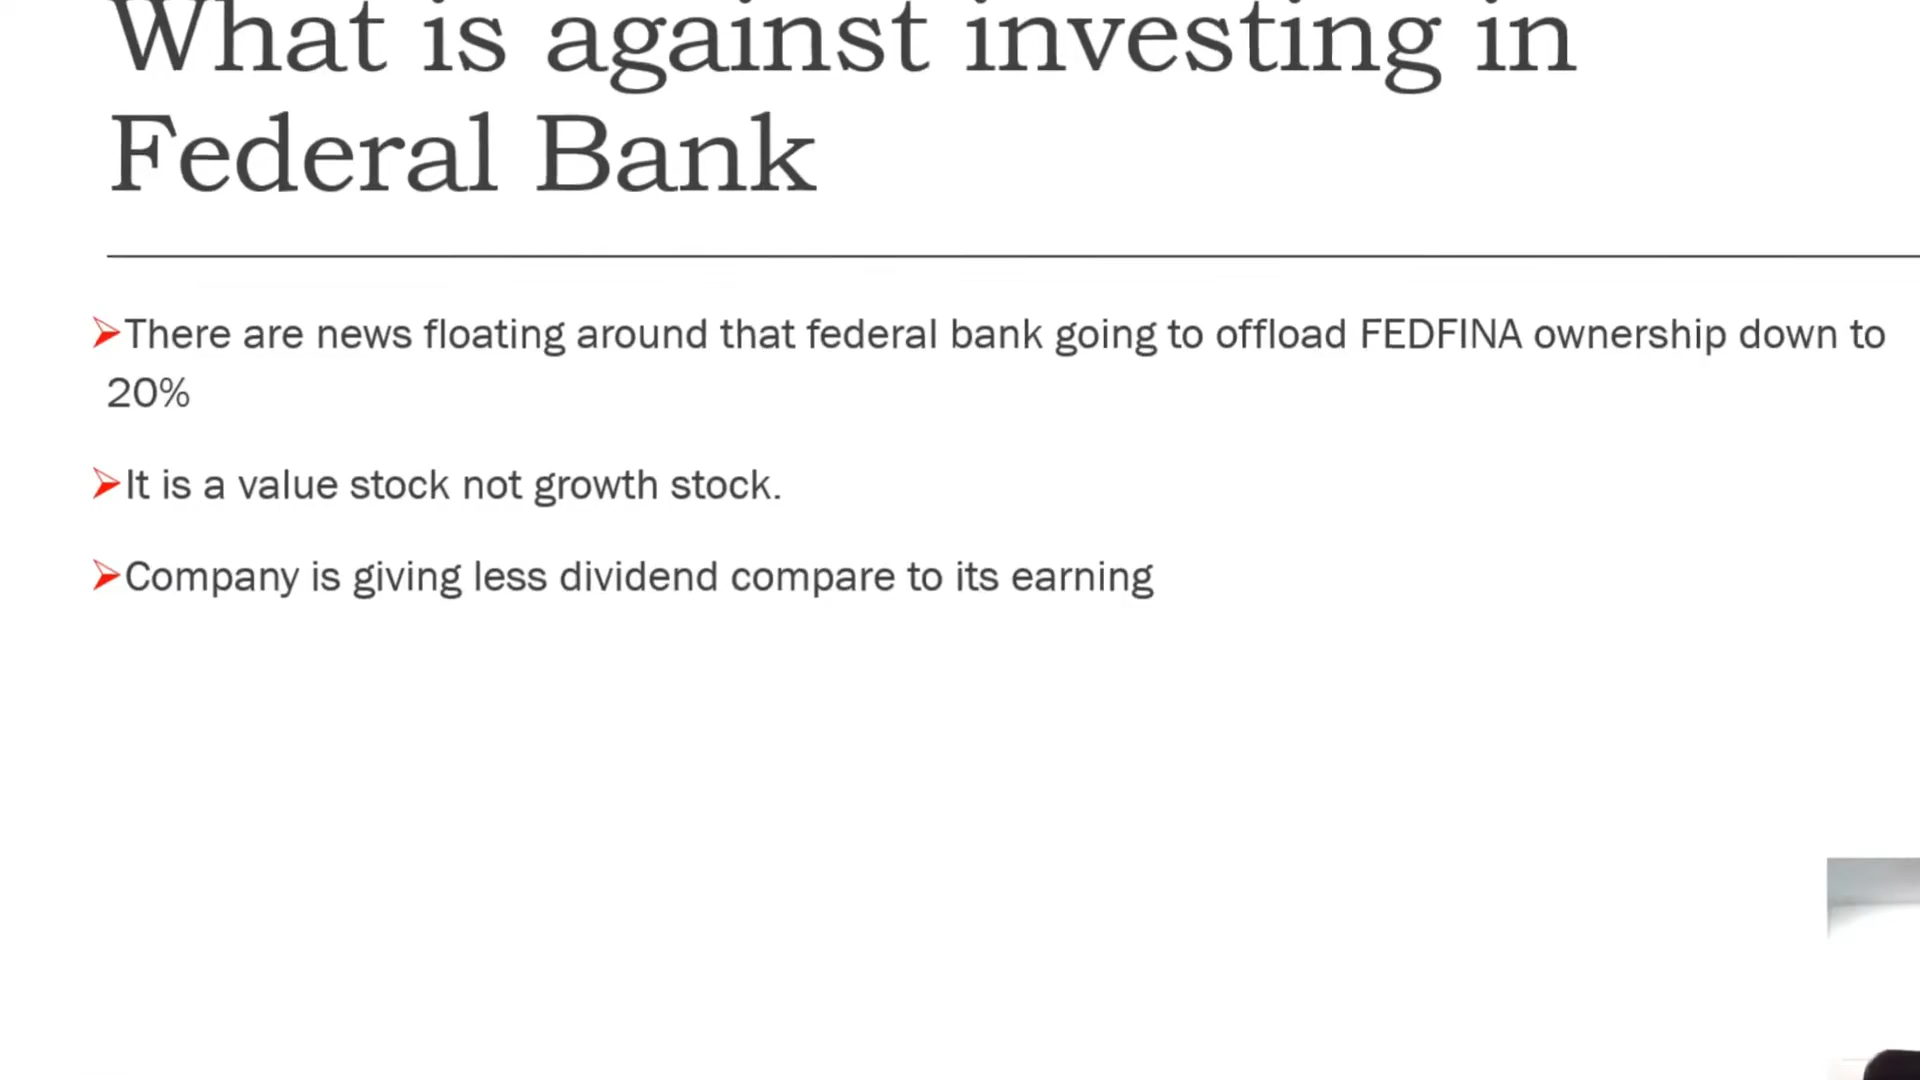 What is against investing in
Federal Bank
There are news floating around that federal bank going to offload FEDFINA ownership down to
20%
It is a value stock not growth stock.
Company is giving less dividend compare to its earning